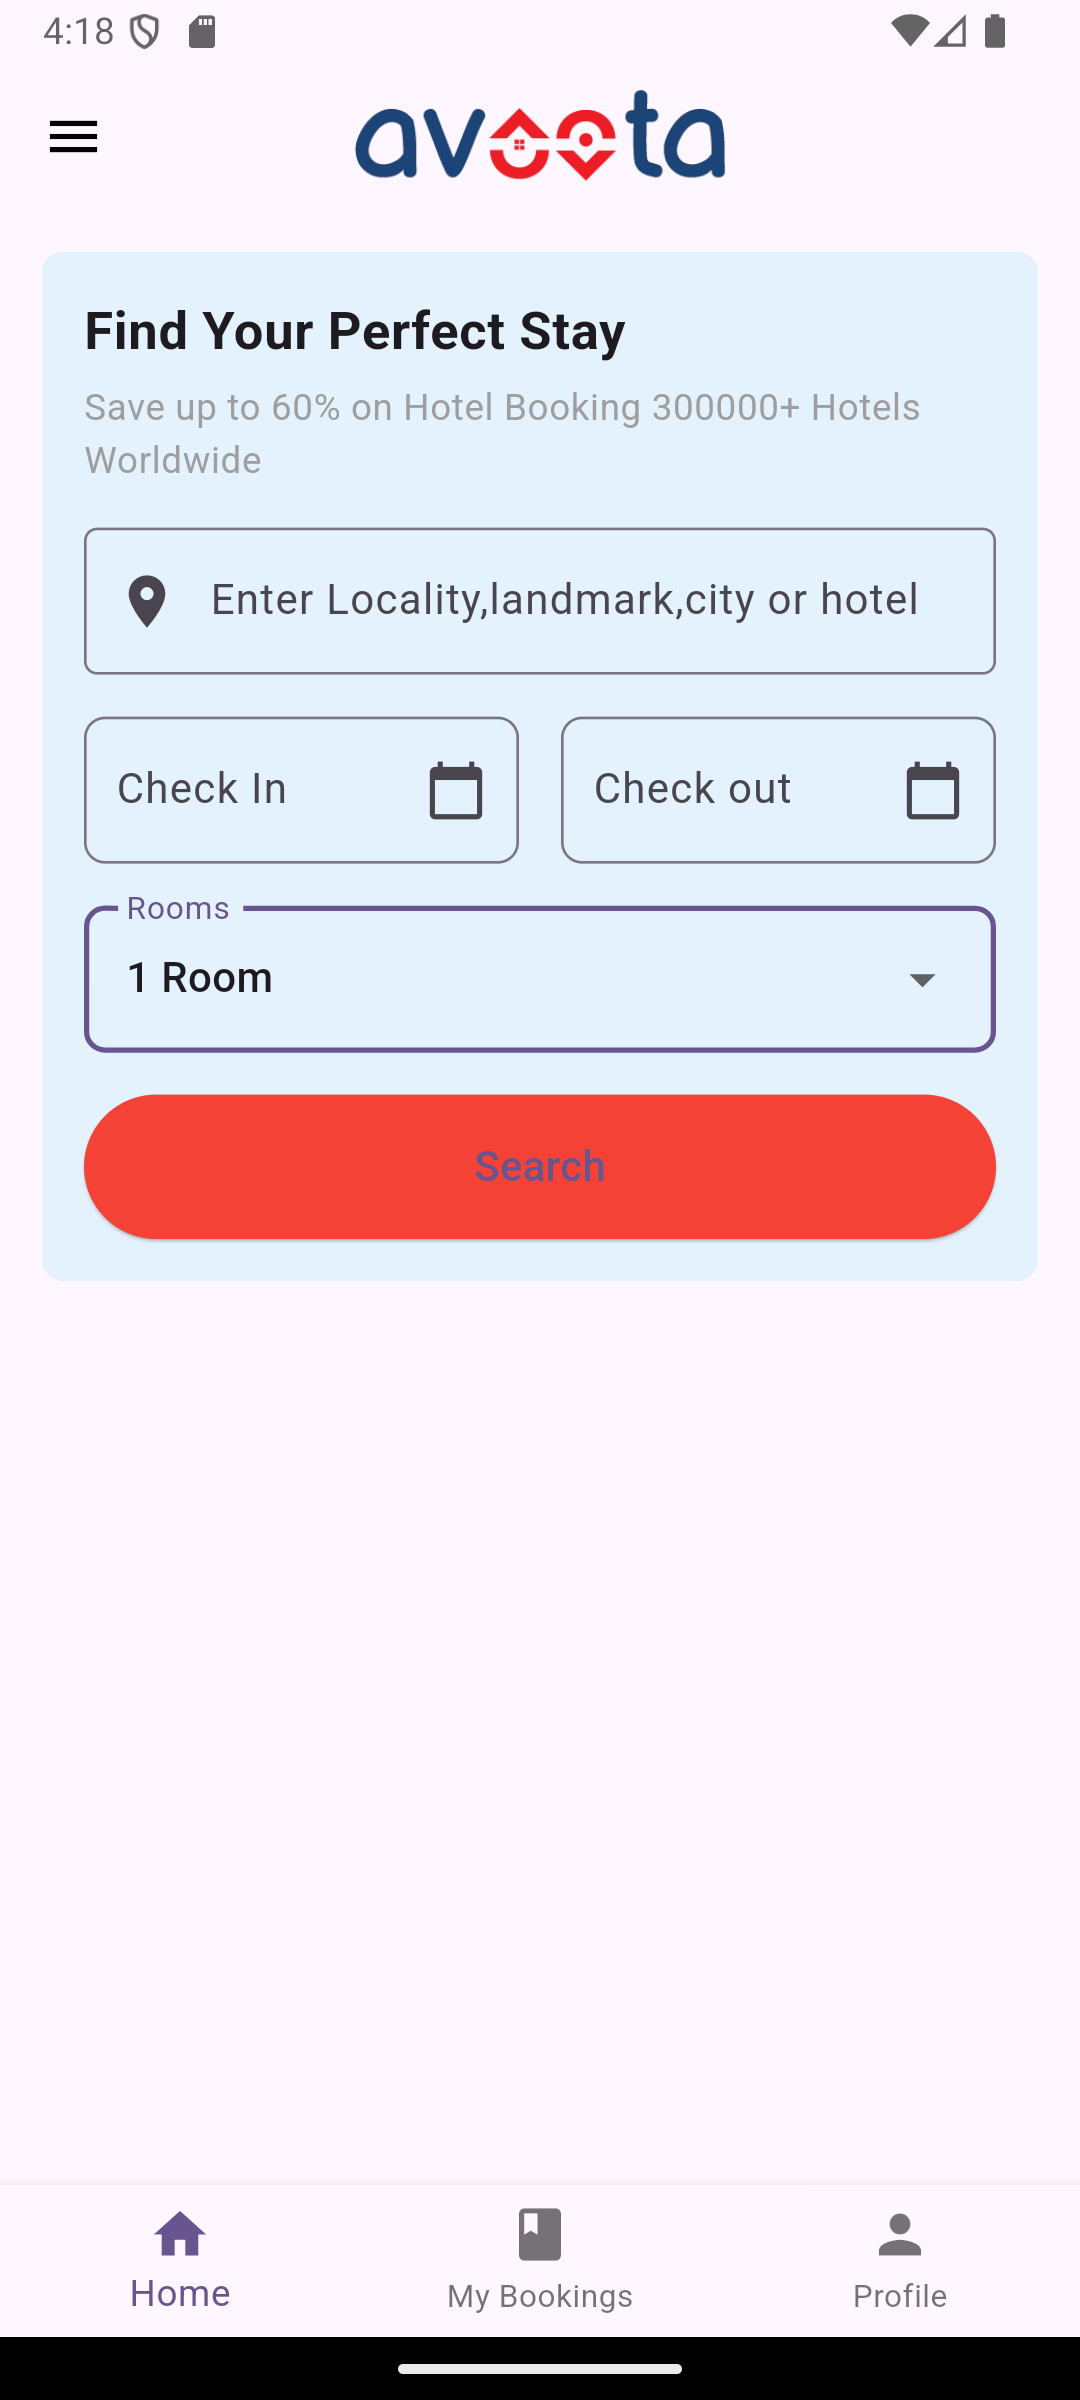 4:18
avoota
Find Your Perfect Stay
Save up to 60% on Hotel Booking 300000+ Hotels
Worldwide
Enter Locality,landmark,city or hotel
Check In
Check out
Rooms
1 Room
Search
Home
My Bookings
Profile